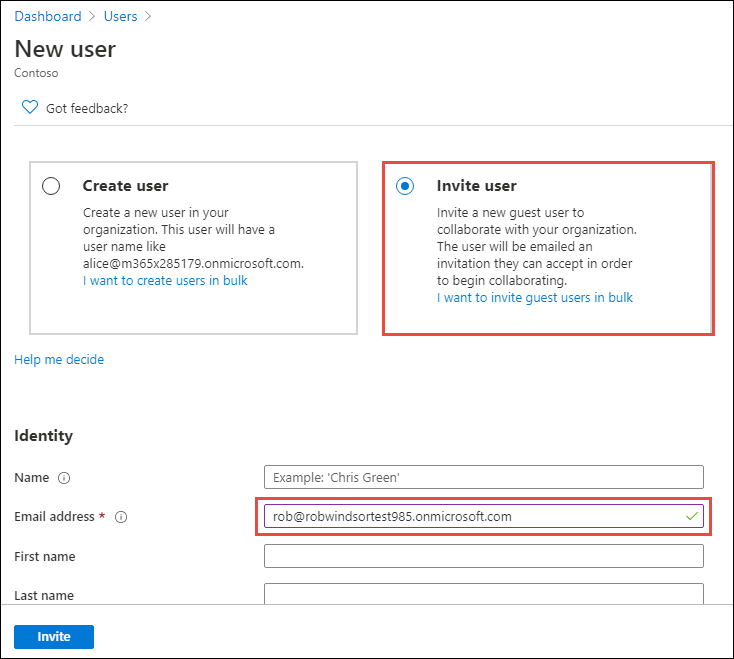 Dashboard > Users >
New user
Contoso
Got feedback?
Create user
Create a new user in your
organization. This user will have a
user name like
alice@m365x285179.onmicrosoft.com.
I want to create users in bulk
Invite user
Invite a new guest user to
collaborate with your organization.
The user will be emailed an
invitation they can accept in order
to begin collaborating.
I want to invite guest users in bulk
Help me decide
Identity
Name
Example: 'Chris Green'
Email address *
rob@robwindsortest985.onmicrosoft.com
First name
Last name
Invite